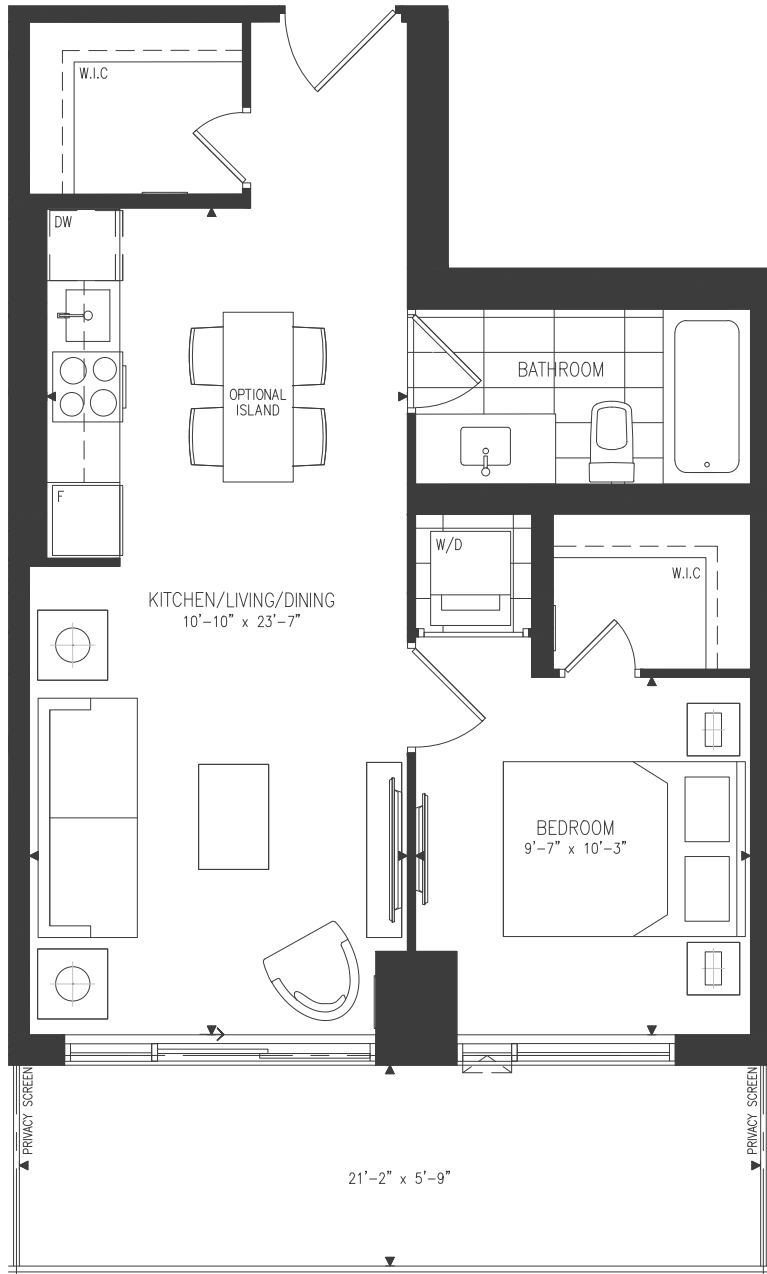 W.I.C
DW
BATHROOM
OPTIONAL
ISLAND
F
W/D
W.I.C
KITCHEN/LIVING/DINING
10'-10" x 23'-7"
BEDROOM
9'-7" x 10'-3"
PRIVACY SCREEN
PRIVACY SCREEN
21'-2" x 5'-9"